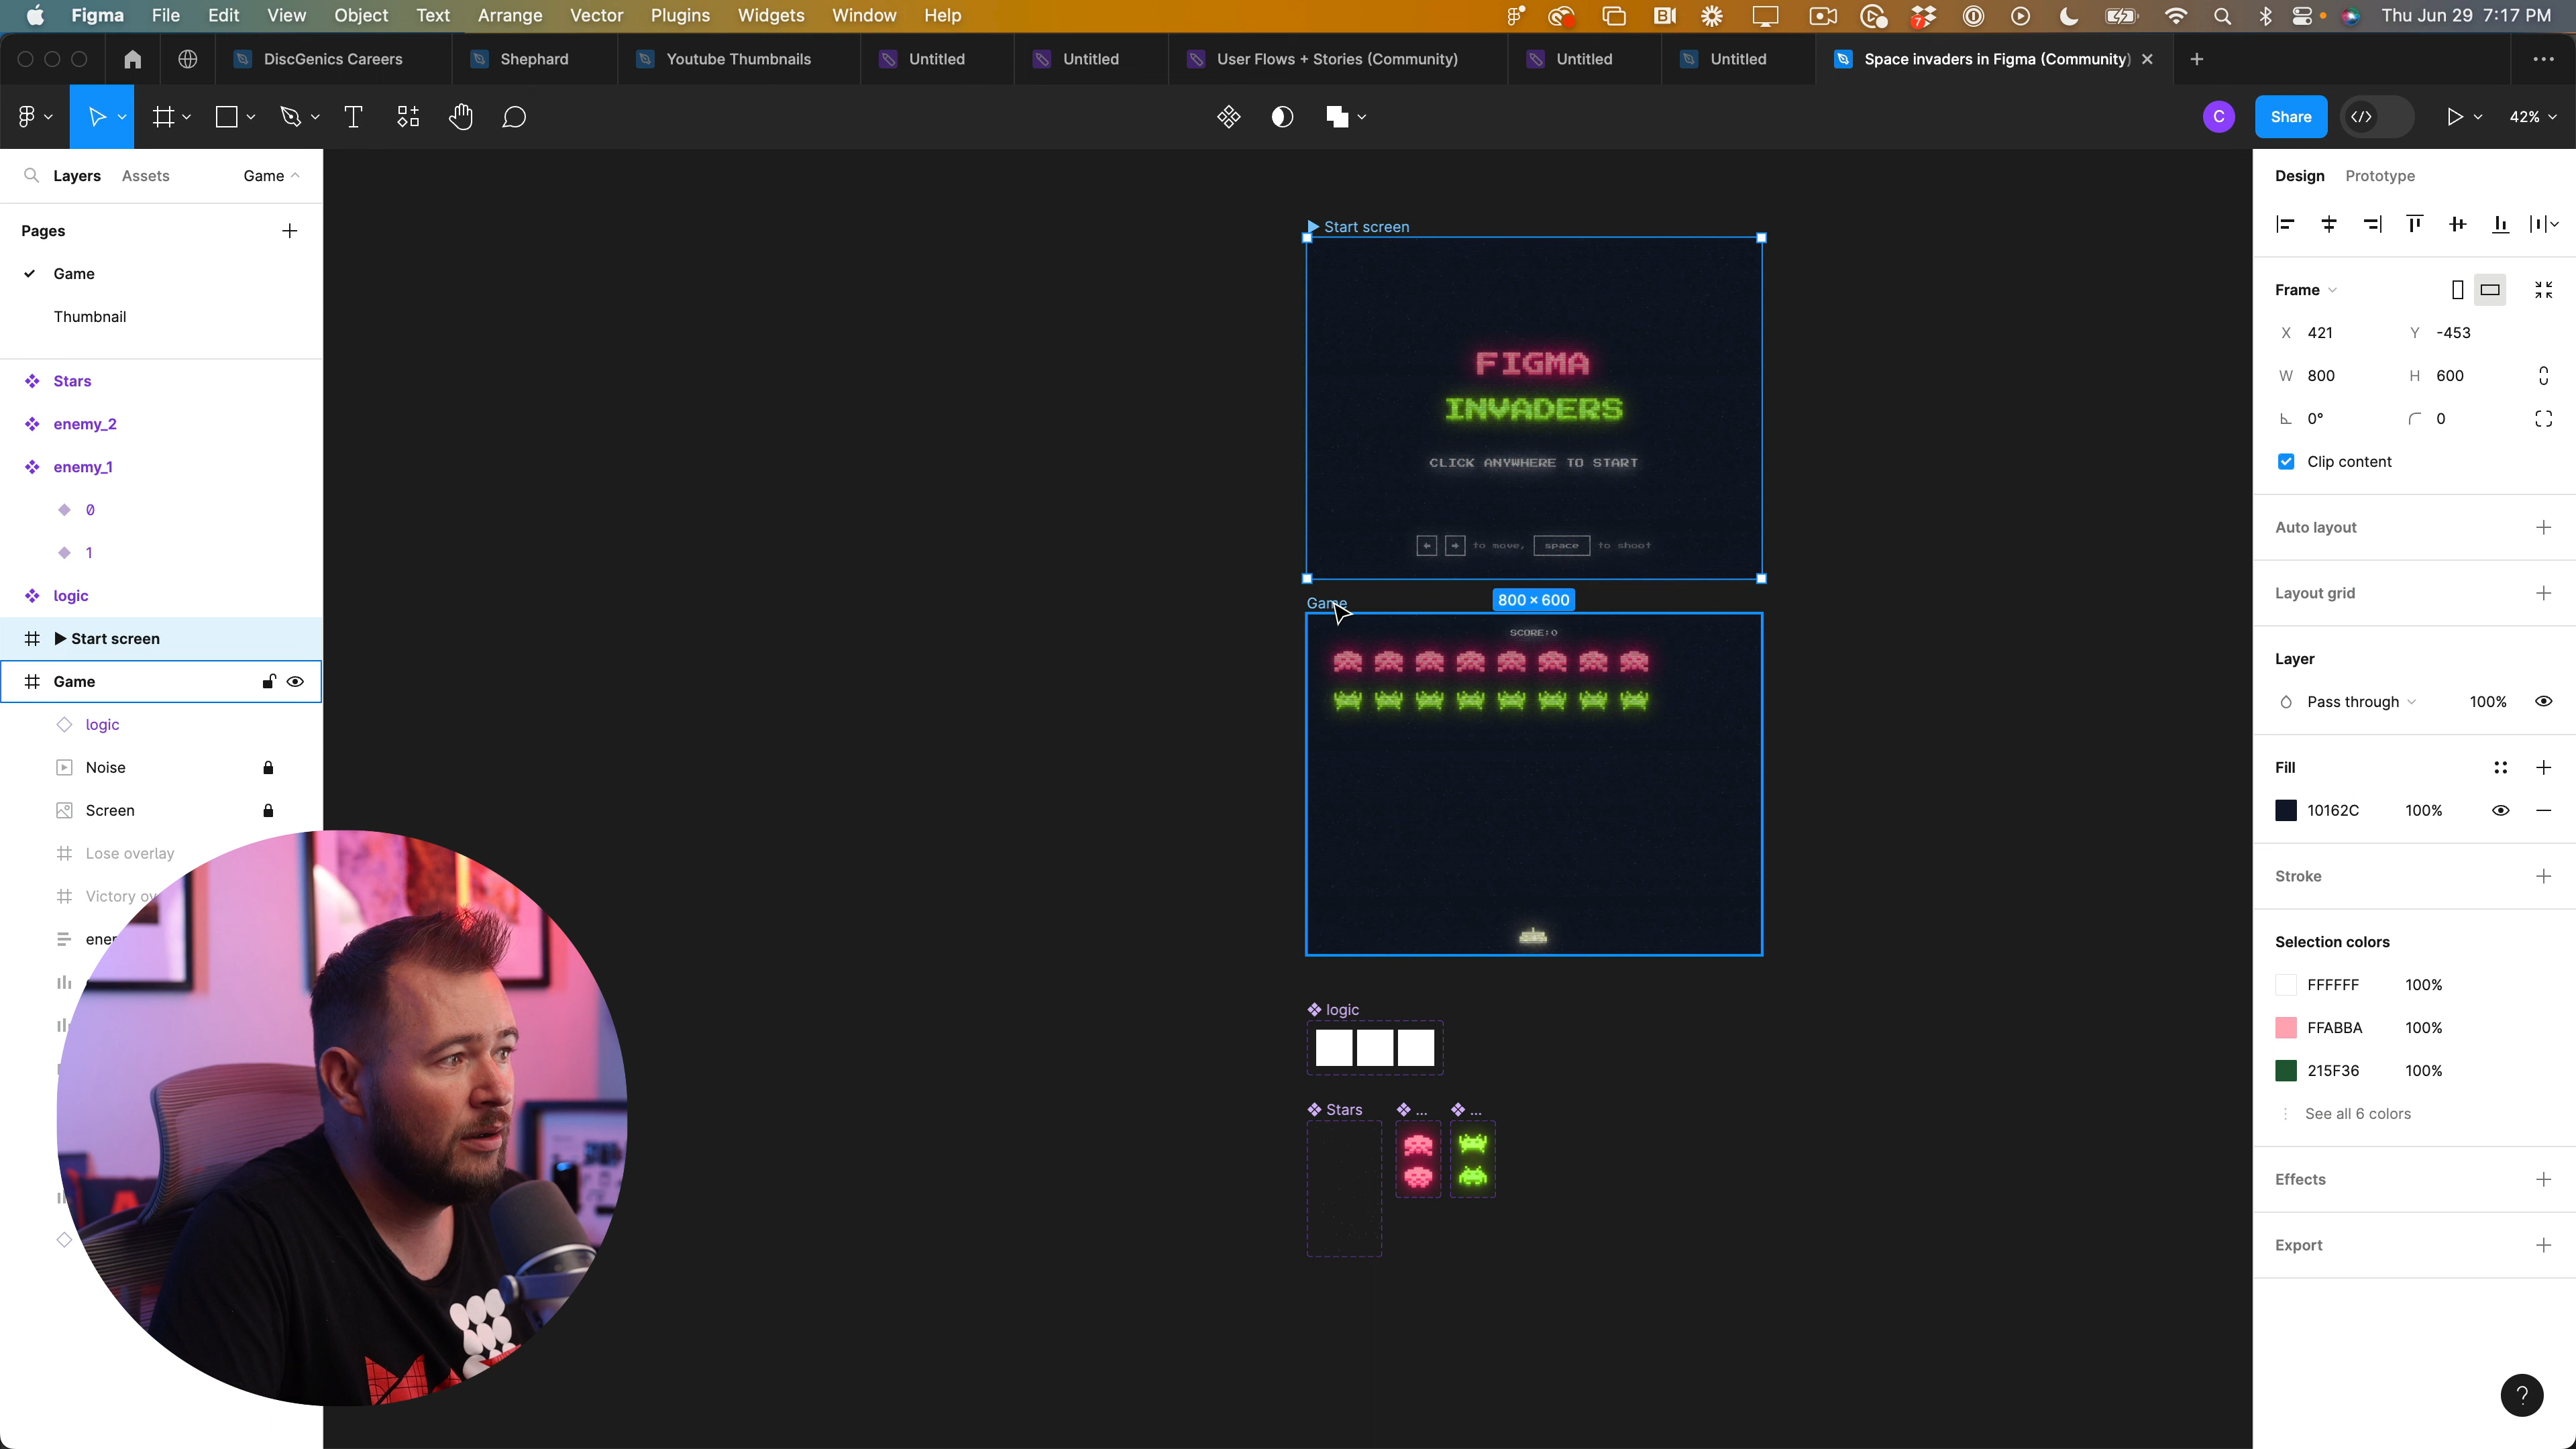 Figma File Edit View Object Text Arrange Vector Plugins Widgets Window Help
7
Thu Jun 29 7:17 PM
DiscGenics Careers
Shephard
Youtube Thumbnails
Untitled
Untitled
User Flows + Stories (Community)
Untitled
Untitled
Space invaders in Figma (Community)
C
Share
42%
Layers Assets Game
Pages
Game
Thumbnail
Stars
enemy_2
enemy_1
0
1
logic
▶ Start screen
Game
logic
Noise
Screen
Lose overlay
Victory
Start screen
FIGMA
INVADERS
CLICK ANYWHERE TO START
to move, space to shoot
Game
800 × 600
SCORE:0
logic
Stars
...
...
Design Prototype
Frame
X 421 Y -453
W 800 H 600
0° 0
Clip content
Auto layout
Layout grid
Layer
Pass through 100%
Fill
10162C 100%
Stroke
Selection colors
FFFFFF 100%
FFABBA 100%
215F36 100%
See all 6 colors
Effects
Export
?